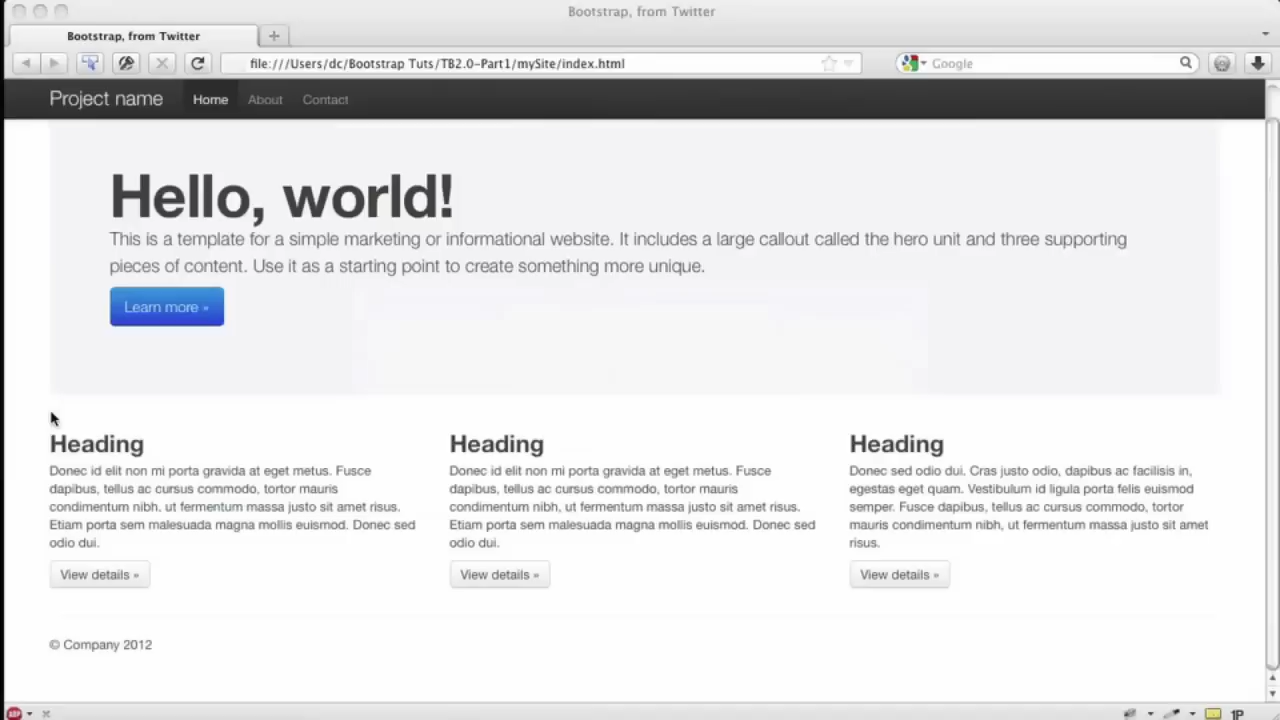 Bootstrap, from Twitter
Bootstrap, from Twitter
file:///Users/dc/Bootstrap Tuts/TB2.0-Part1/mySite/index.html
Google
Project name Home About Contact
Hello, world!
This is a template for a simple marketing or informational website. It includes a large callout called the hero unit and three supporting
pieces of content. Use it as a starting point to create something more unique.
Learn more »
Heading
Donec id elit non mi porta gravida at eget metus. Fusce
dapibus, tellus ac cursus commodo, tortor mauris
condimentum nibh, ut fermentum massa justo sit amet risus.
Etiam porta sem malesuada magna mollis euismod. Donec sed
odio dui.
View details »
Heading
Donec id elit non mi porta gravida at eget metus. Fusce
dapibus, tellus ac cursus commodo, tortor mauris
condimentum nibh, ut fermentum massa justo sit amet risus.
Etiam porta sem malesuada magna mollis euismod. Donec sed
odio dui.
View details »
Heading
Donec sed odio dui. Cras justo odio, dapibus ac facilisis in,
egestas eget quam. Vestibulum id ligula porta felis euismod
semper. Fusce dapibus, tellus ac cursus commodo, tortor
mauris condimentum nibh, ut fermentum massa justo sit amet
risus.
View details »
© Company 2012
ABP
1P